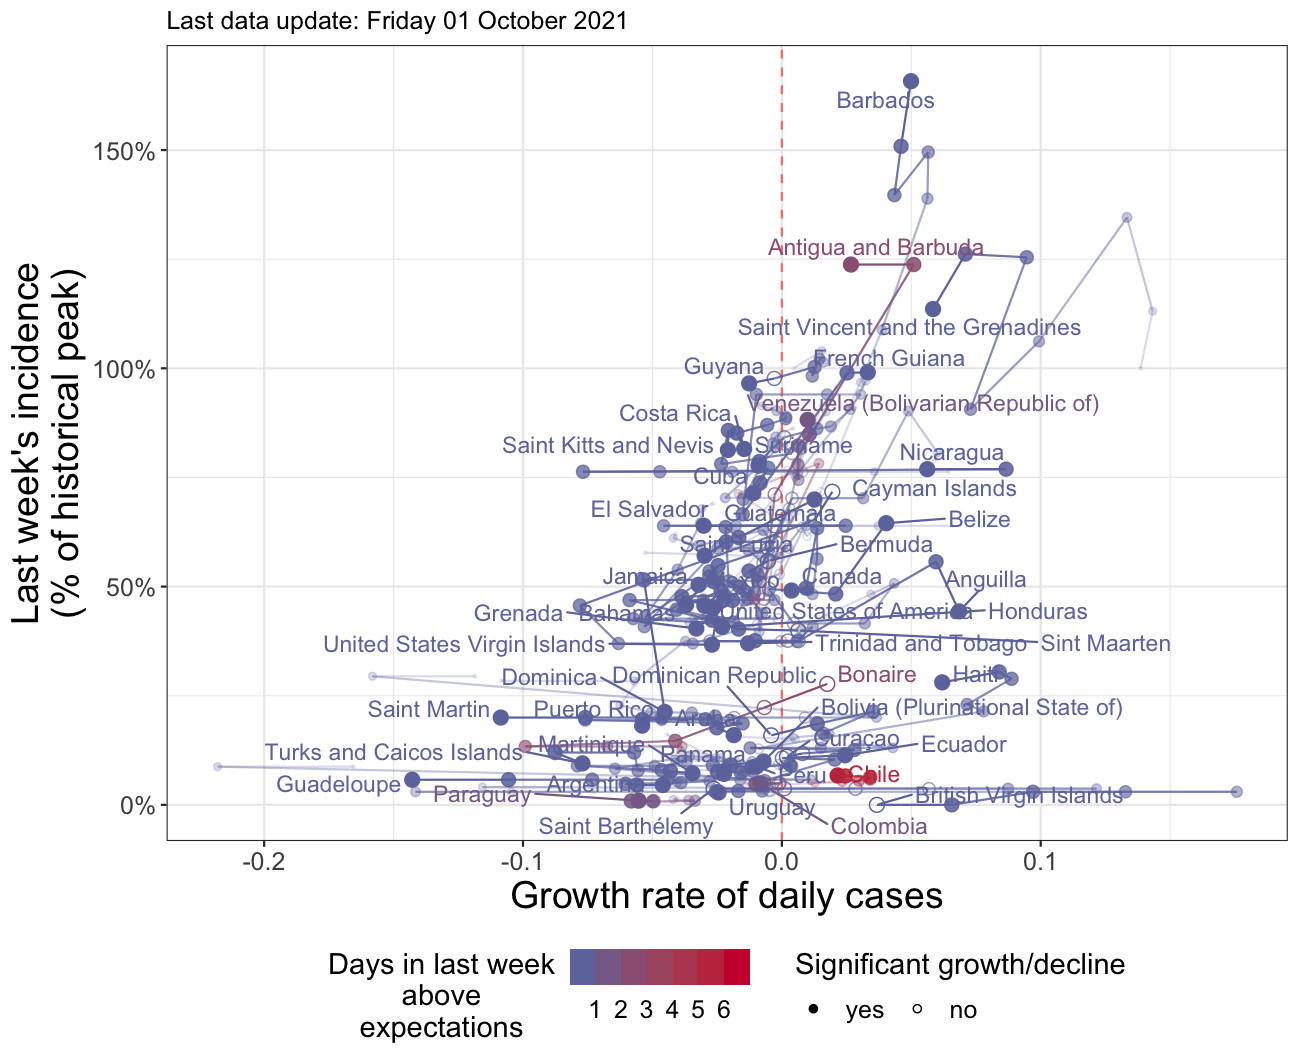 Last data update: Friday 01 October 2021
Last week's incidence
(% of historical peak)
150%
100%
50%
0%
Barbados
Antigua and Barbuda
Saint Vincent and the Grenadines
Guyana
French Guiana
Venezuela (Bolivarian Republic of)
Costa Rica
Saint Kitts and Nevis
Suriname
Nicaragua
Cuba
Cayman Islands
El Salvador
Guatemala
Belize
Saint Lucia
Bermuda
Jamaica
Canada
Anguilla
Grenada
Bahamas
United States of America
Honduras
United States Virgin Islands
Trinidad and Tobago
Sint Maarten
Dominica
Dominican Republic
Bonaire
Haiti
Saint Martin
Puerto Rico
Aruba
Bolivia (Plurinational State of)
Turks and Caicos Islands
Martinique
Panama
Curacao
Ecuador
Guadeloupe
Argentina
Peru
Chile
Paraguay
Uruguay
British Virgin Islands
Saint Barthélemy
Colombia
-0.2
-0.1
0.0
0.1
Growth rate of daily cases
Days in last week
above
expectations
1 2 3 4 5 6
Significant growth/decline
yes
no